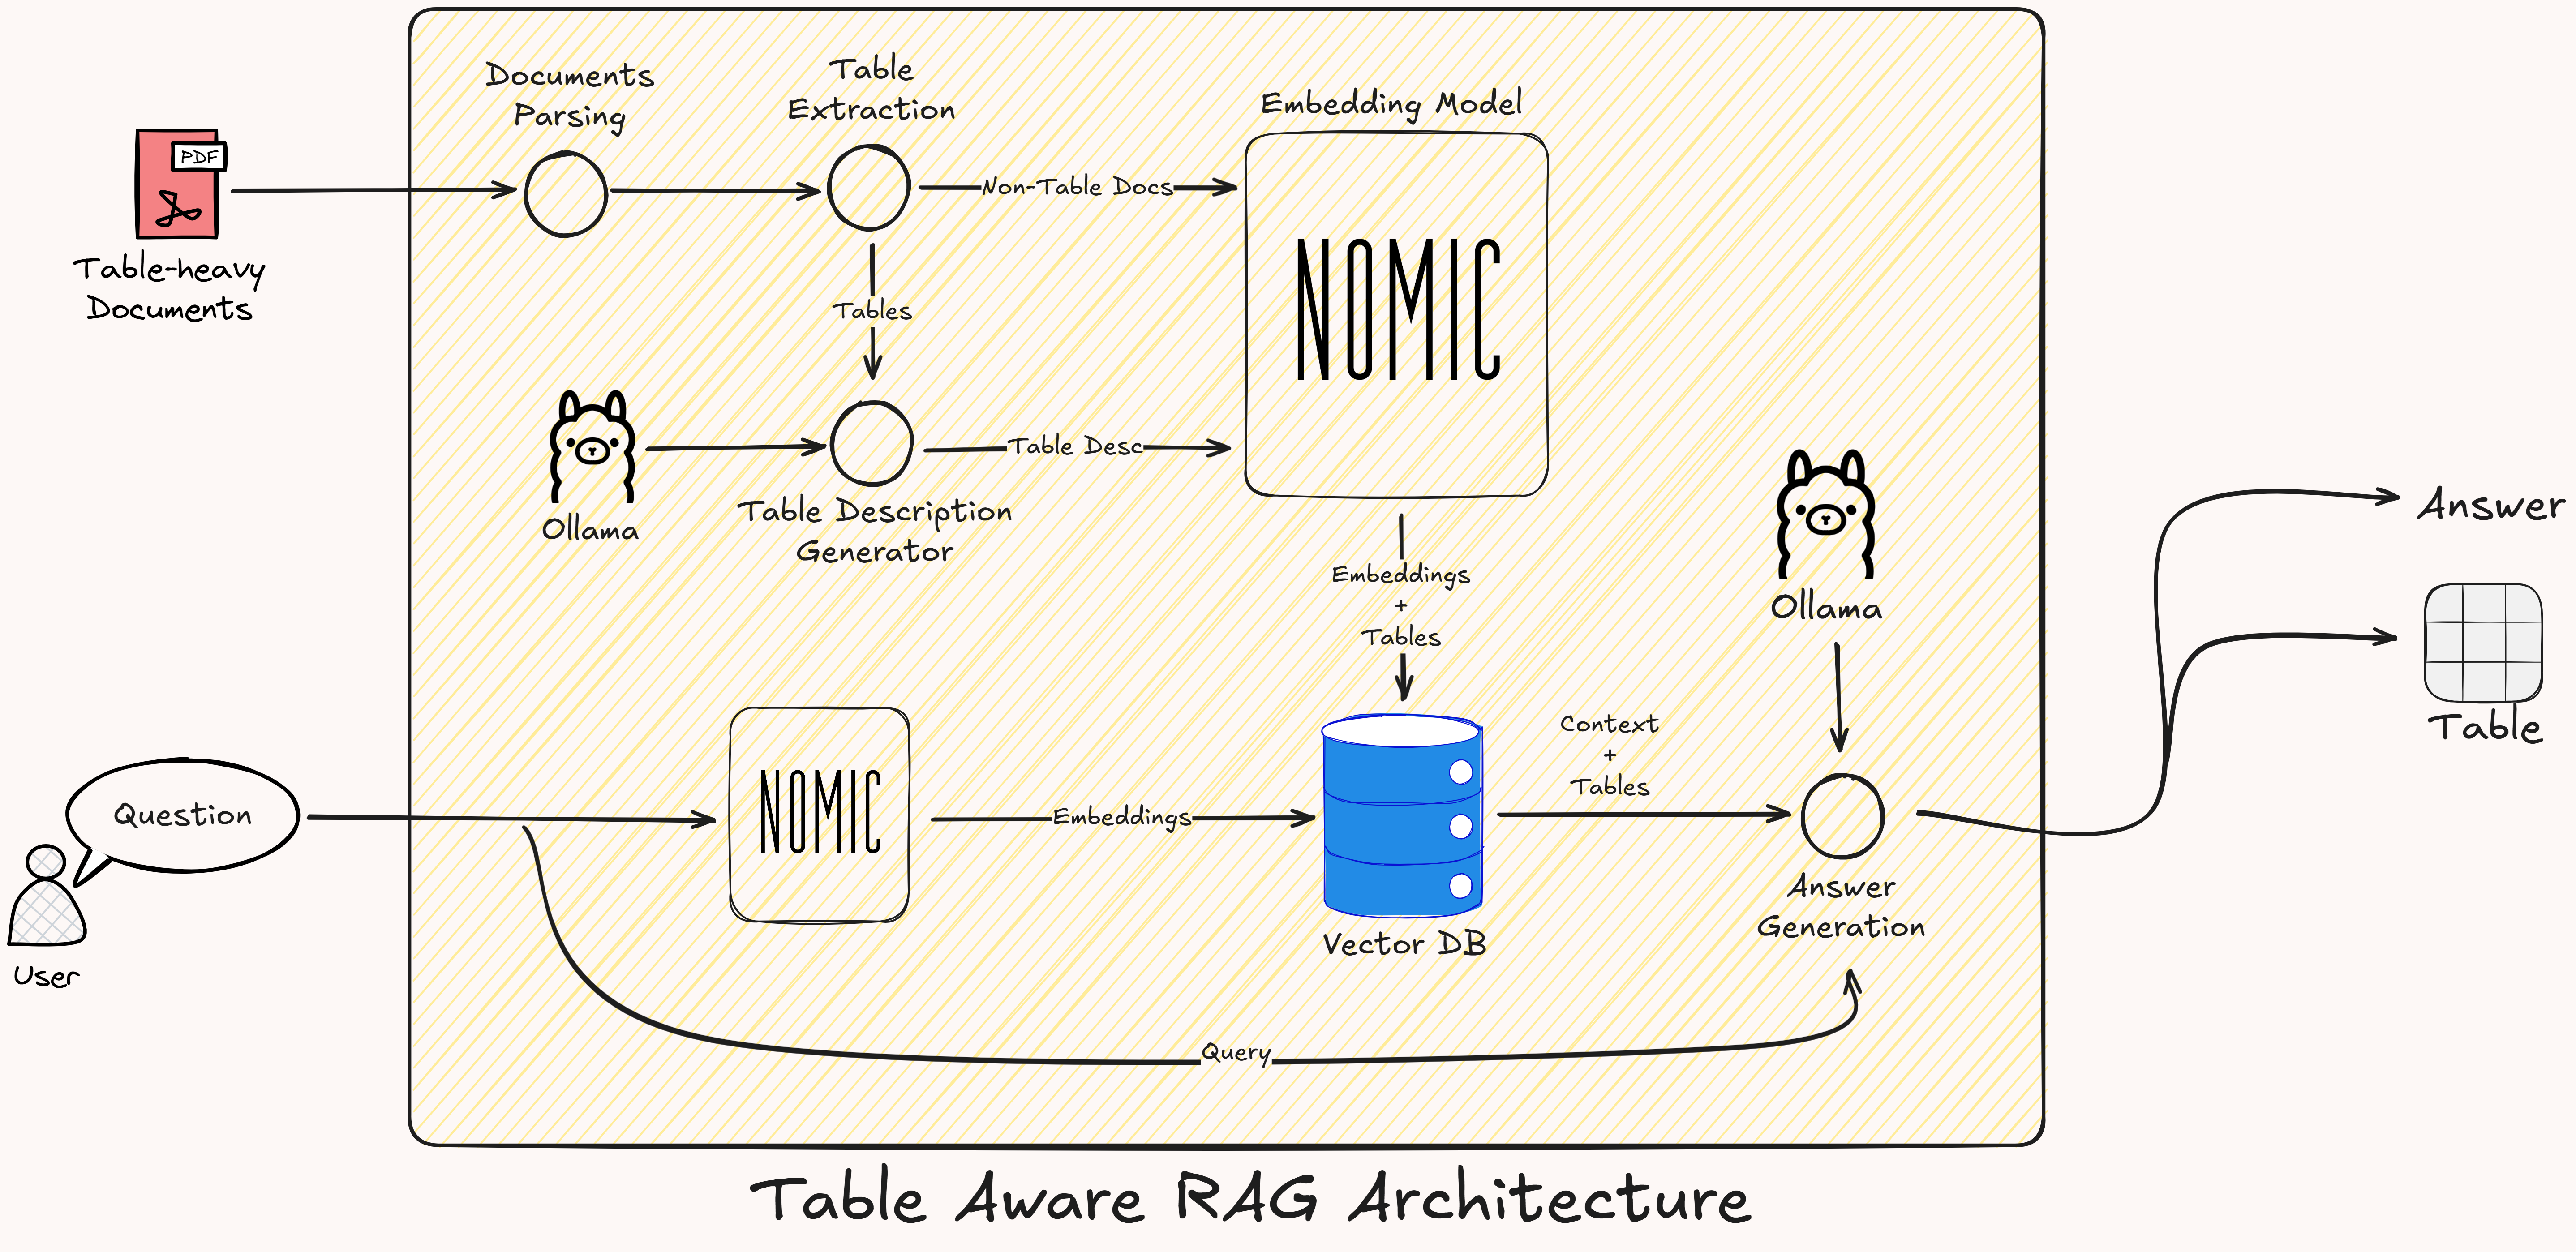 Documents
Parsing
Table
Extraction
Embedding Model
PDF
Non-Table Docs
NOMIC
Table-heavy
Documents
Tables
Table Desc
Ollama
Table Description
Generator
Embeddings
+
Tables
Ollama
Answer
Table
Question
User
NOMIC
Embeddings
Vector DB
Context
+
Tables
Answer
Generation
Query
Table Aware RAG Architecture